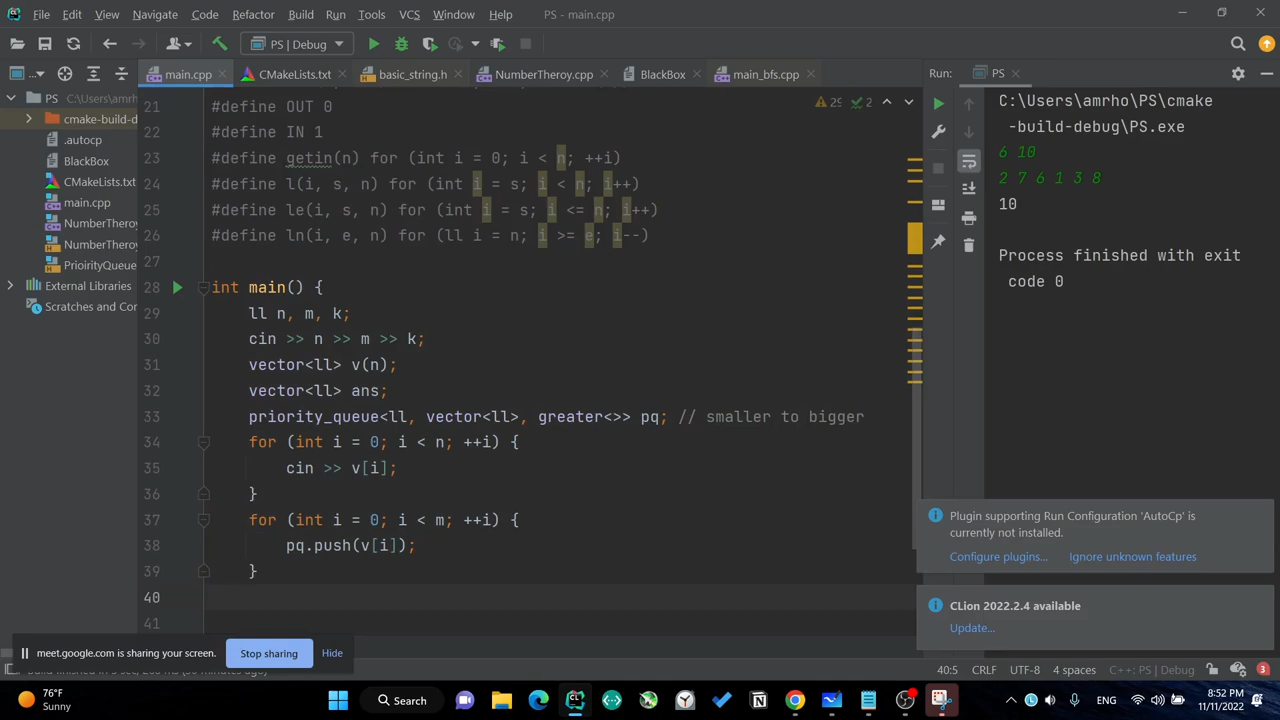 File Edit View Navigate Code Refactor Build Run Tools VCS Window Help PS - main.cpp
PS | Debug
main.cpp CMakeLists.txt basic_string.h NumberTheroy.cpp BlackBox main_bfs.cpp
Run: PS
PS C:\Users\amrho
cmake-build-d
.autocp
BlackBox
CMakeLists.txt
main.cpp
NumberTheroy
NumberTheroy
PrioirityQueue
External Libraries
Scratches and Con
29 2
21 #define OUT 0
22 #define IN 1
23 #define getin(n) for (int i = 0; i < n; ++i)
24 #define l(i, s, n) for (int i = s; i < n; i++)
25 #define le(i, s, n) for (int i = s; i <= n; i++)
26 #define ln(i, e, n) for (ll i = n; i >= e; i--)
27
28 int main() {
29 ll n, m, k;
30 cin >> n >> m >> k;
31 vector<ll> v(n);
32 vector<ll> ans;
33 priority_queue<ll, vector<ll>, greater<>> pq; // smaller to bigger
34 for (int i = 0; i < n; ++i) {
35 cin >> v[i];
36 }
37 for (int i = 0; i < m; ++i) {
38 pq.push(v[i]);
39 }
40
41
C:\Users\amrho\PS\cmake
-build-debug\PS.exe
6 10
2 7 6 1 3 8
10
Process finished with exit
code 0
Plugin supporting Run Configuration 'AutoCp' is
currently not installed.
Configure plugins... Ignore unknown features
CLion 2022.2.4 available
Update...
meet.google.com is sharing your screen. Stop sharing Hide
40:5 CRLF UTF-8 4 spaces C++: PS | Debug 3
76°F
Sunny
Search
ENG
8:52 PM
11/11/2022